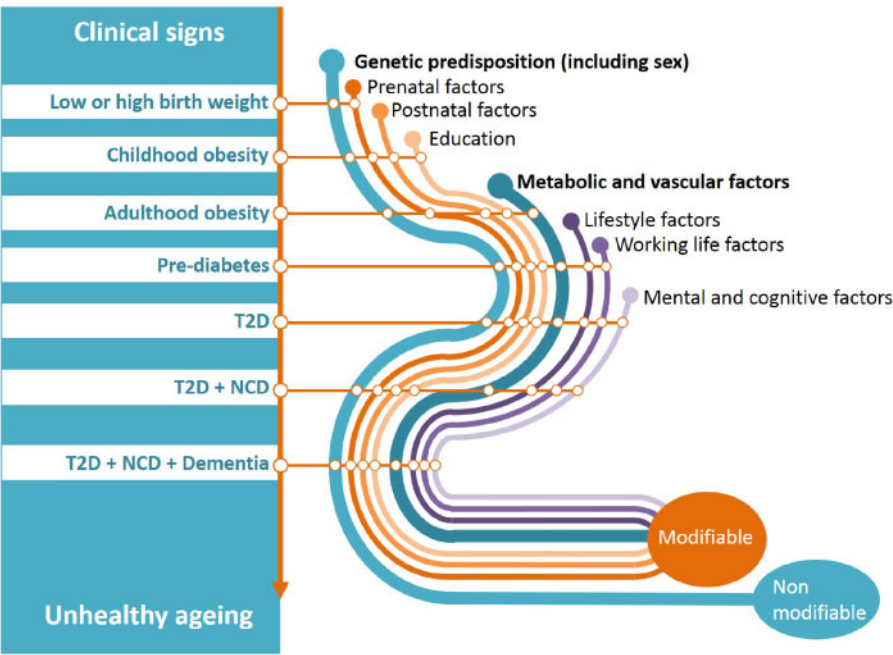 Clinical signs
Low or high birth weight
Childhood obesity
Adulthood obesity
Pre-diabetes
T2D
T2D + NCD
T2D + NCD + Dementia
Unhealthy ageing
Genetic predisposition (including sex)
Prenatal factors
Postnatal factors
Education
Metabolic and vascular factors
Lifestyle factors
Working life factors
Mental and cognitive factors
Modifiable
Non
modifiable